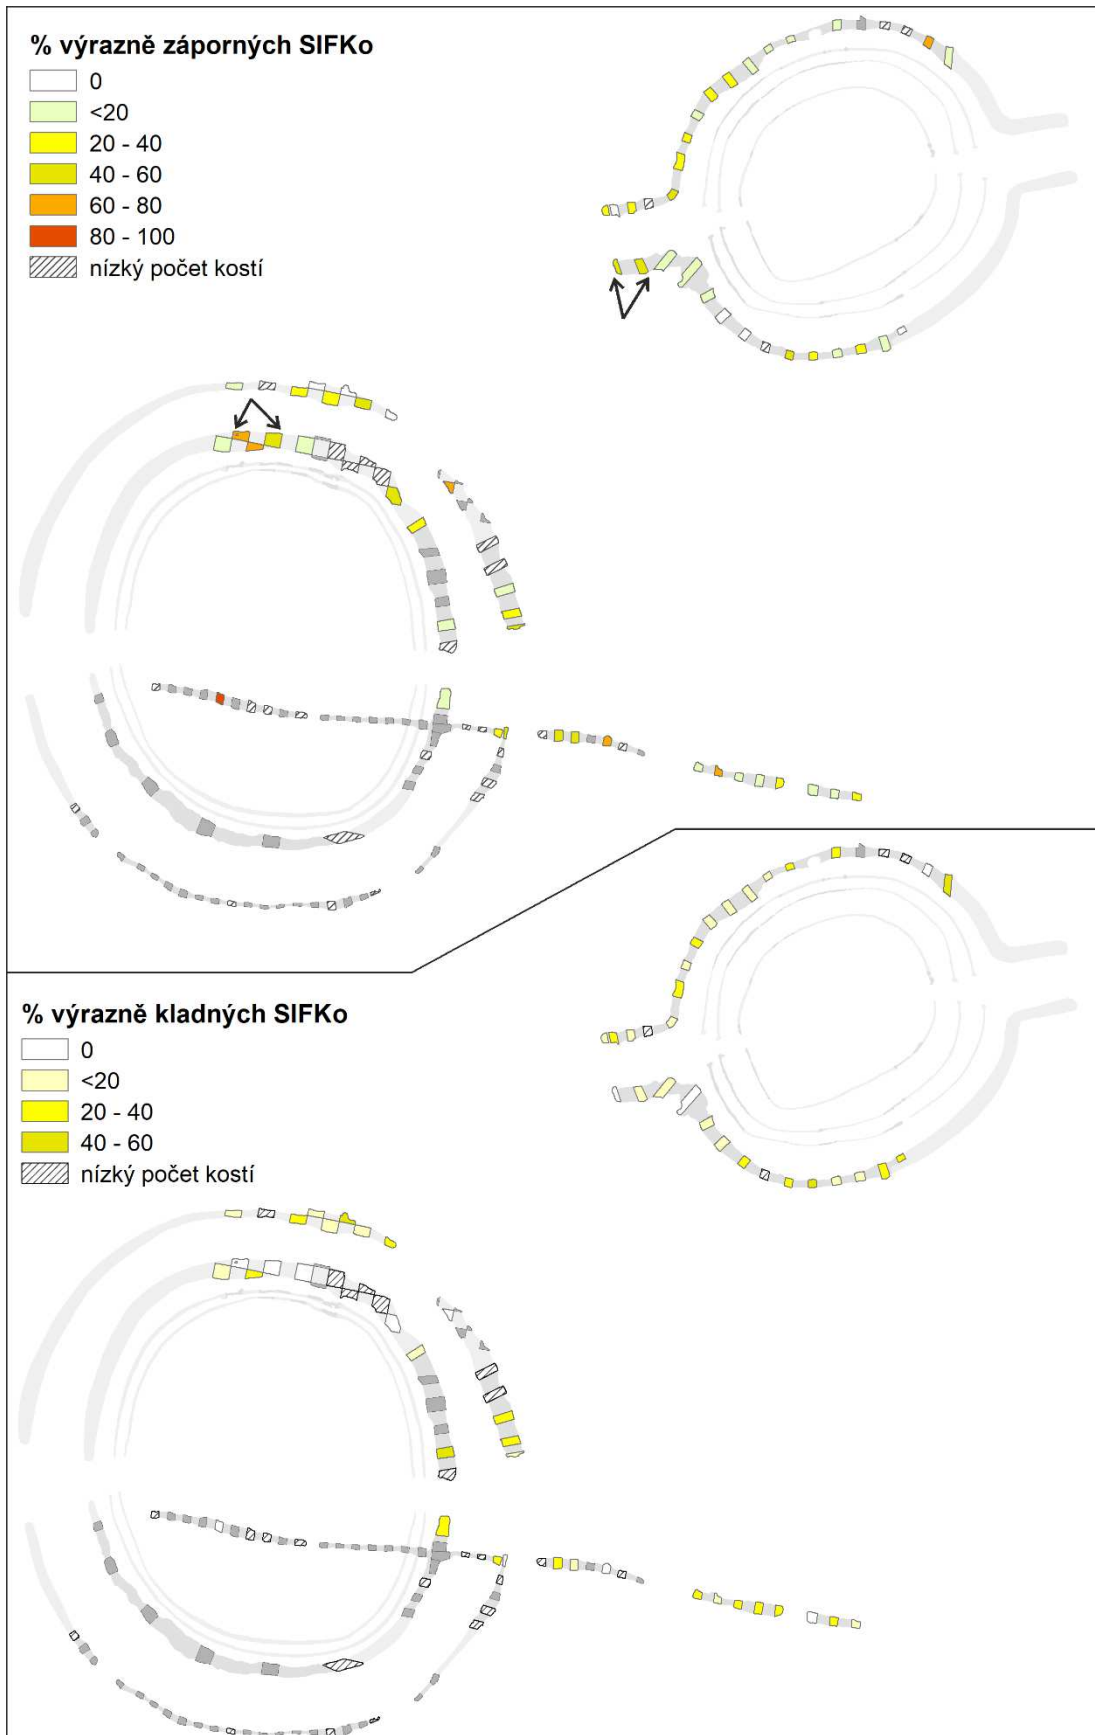 % výrazně záporných SIFKo
0
<20
20 - 40
40 - 60
60 - 80
80 - 100
nízký počet kostí
% výrazně kladných SIFKo
0
<20
20 - 40
40 - 60
nízký počet kostí